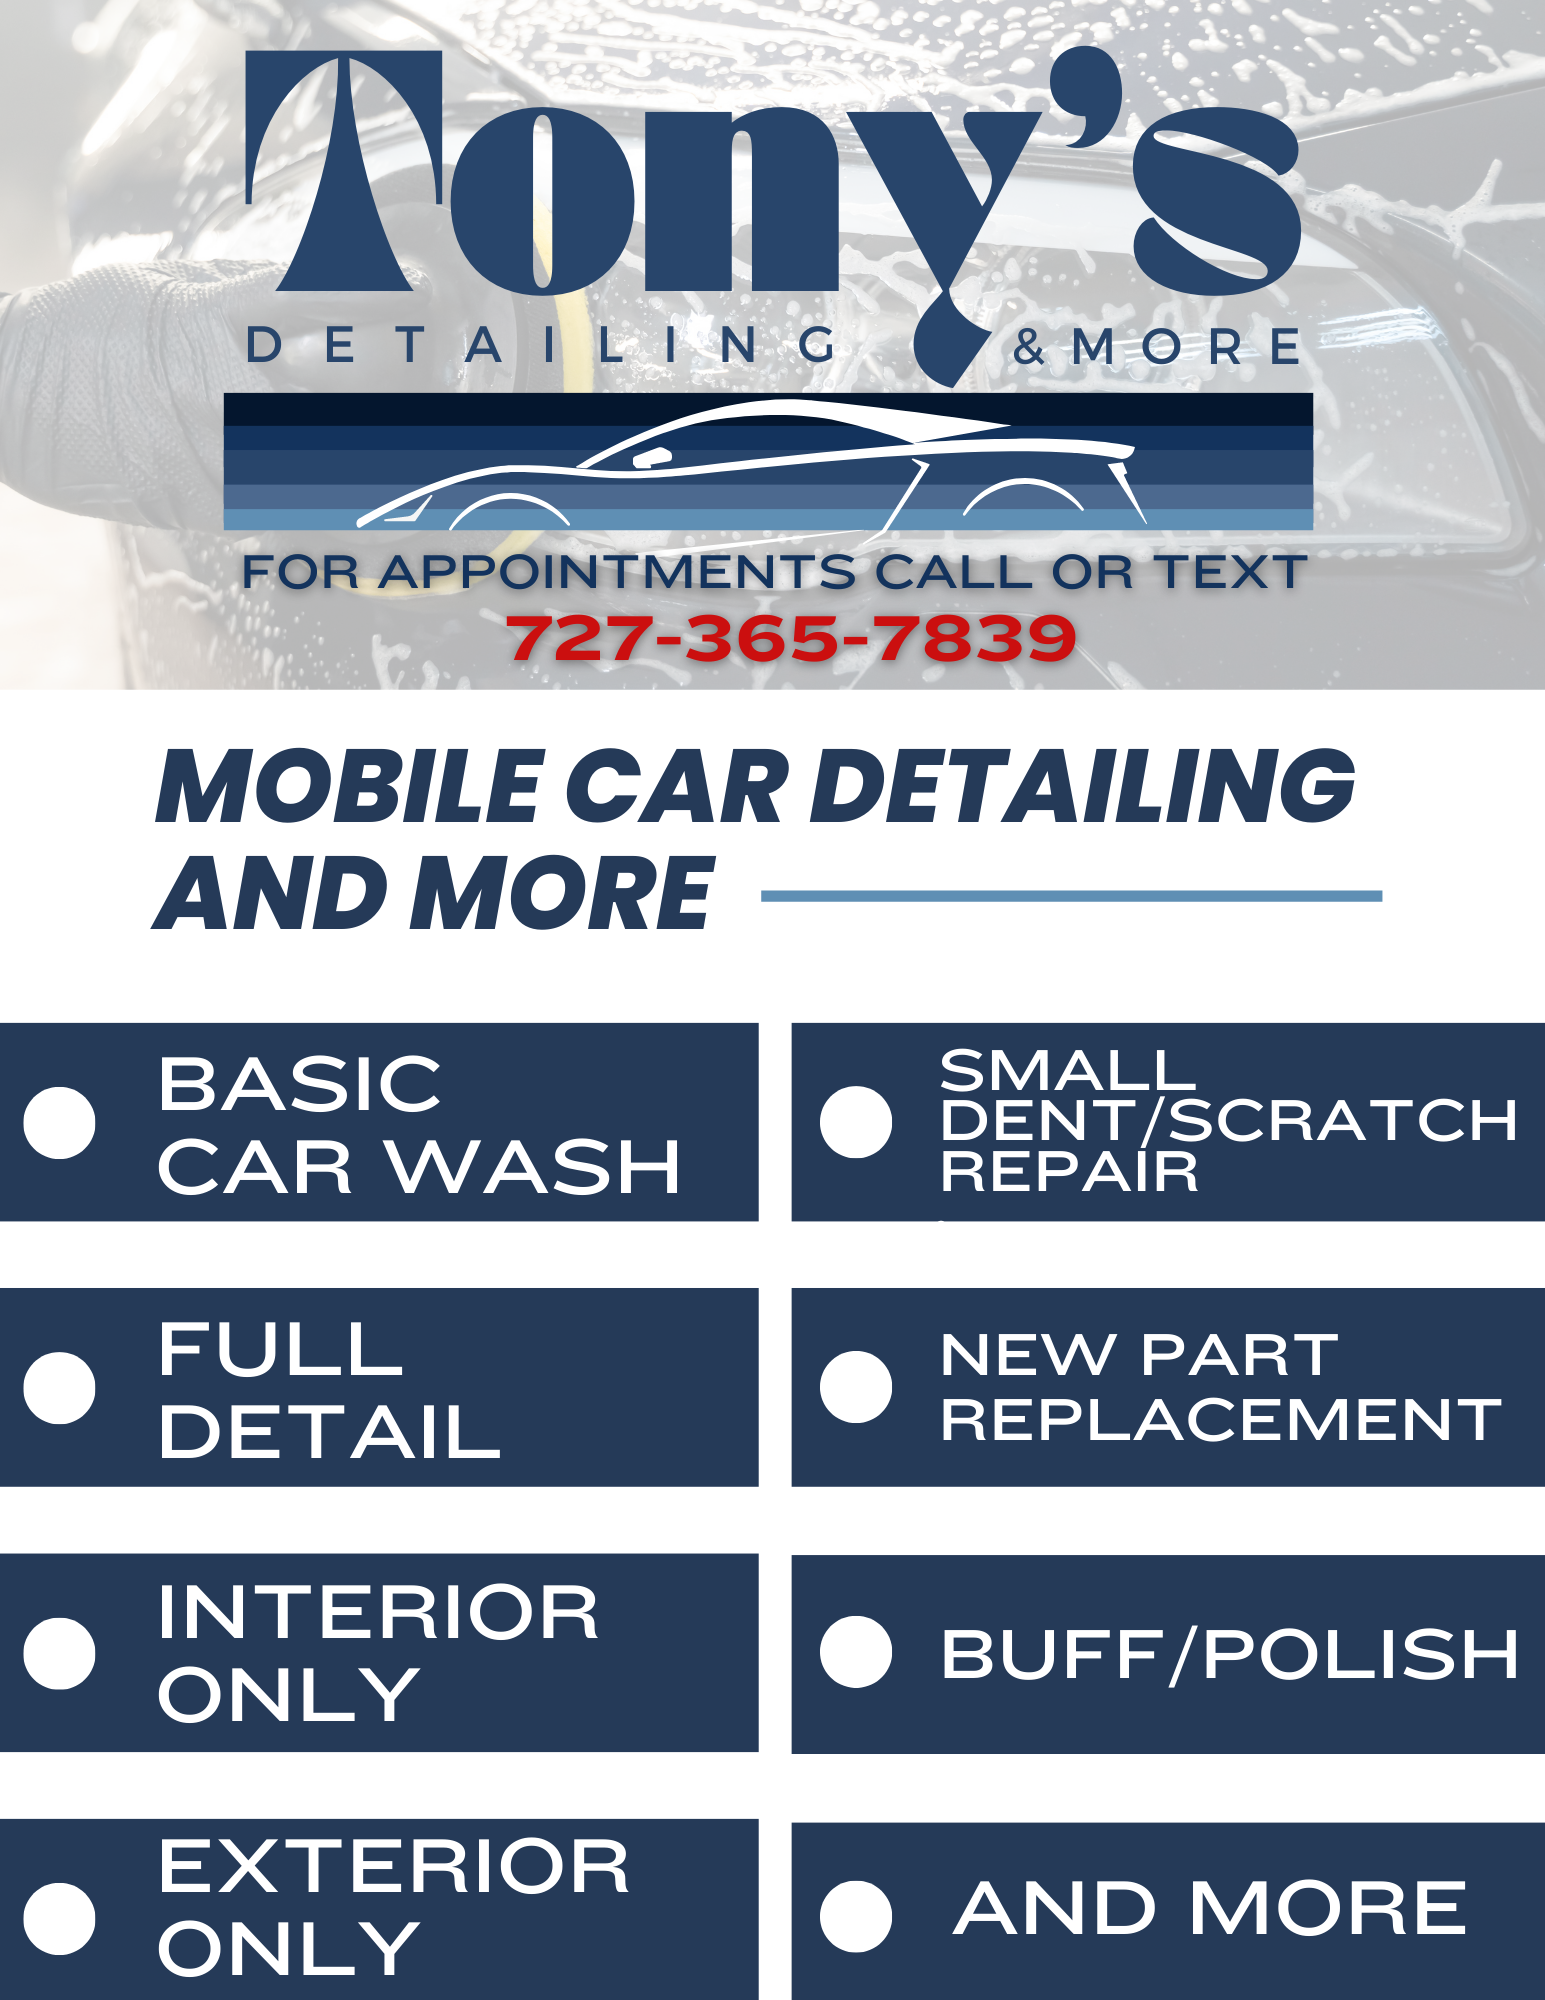 Tony's
DETAILING & MORE
FOR APPOINTMENTS CALL OR TEXT
727-365-7839
MOBILE CAR DETAILING
AND MORE
BASIC
CAR WASH
FULL
DETAIL
INTERIOR
ONLY
EXTERIOR
ONLY
SMALL
DENT/SCRATCH
REPAIR
NEW PART
REPLACEMENT
BUFF/POLISH
AND MORE